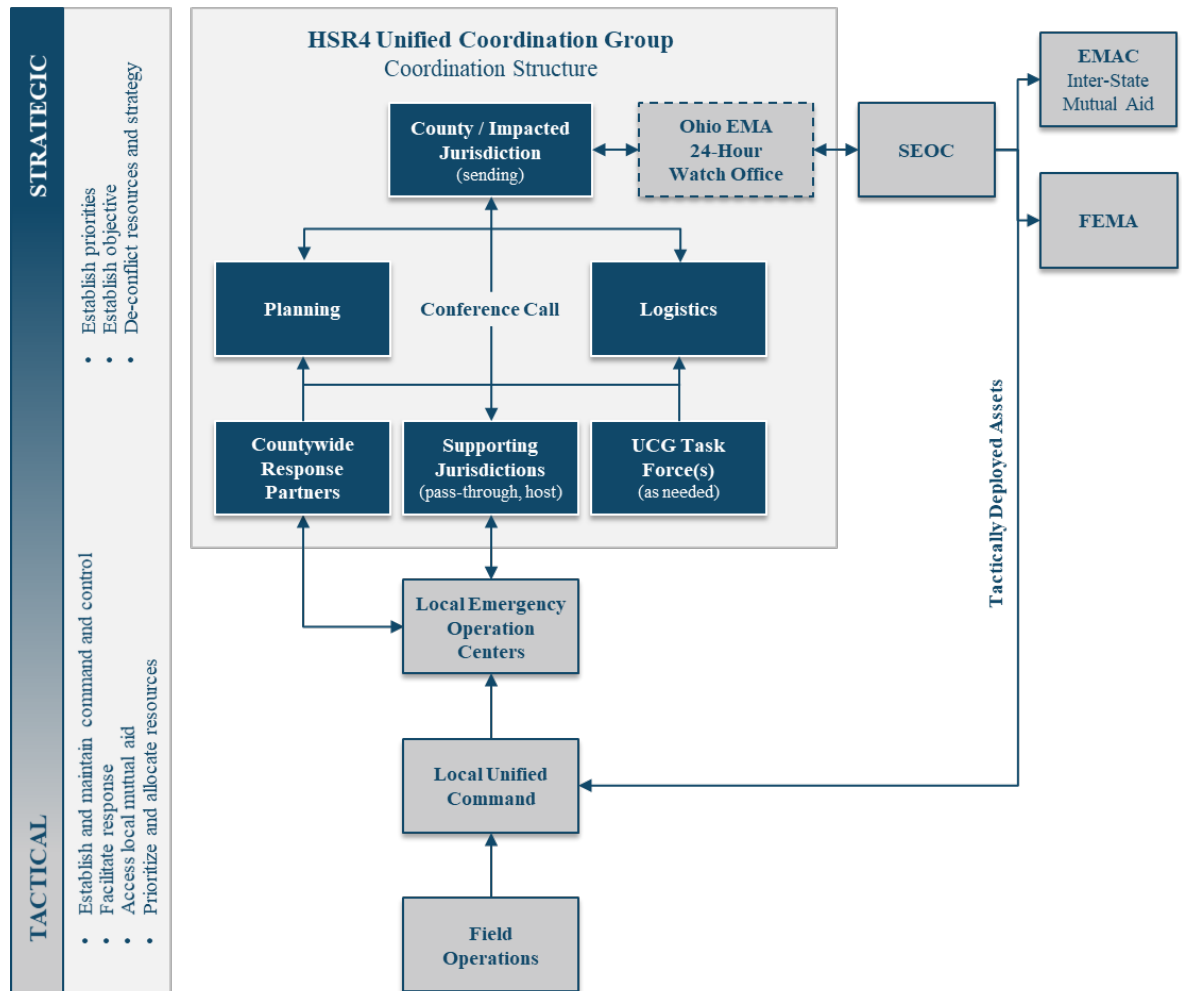 STRATEGIC
TACTICAL
• Establish priorities
• Establish objective
• De-conflict resources and strategy
• Establish and maintain command and control
• Facilitate response
• Access local mutual aid
• Prioritize and allocate resources
HSR4 Unified Coordination Group
Coordination Structure
County / Impacted
Jurisdiction
(sending)
Ohio EMA
24-Hour
Watch Office
SEOC
EMAC
Inter-State
Mutual Aid
FEMA
Planning
Conference Call
Logistics
Countywide
Response
Partners
Supporting
Jurisdictions
(pass-through, host)
UCG Task
Force(s)
(as needed)
Tactically Deployed Assets
Local Emergency
Operation
Centers
Local Unified
Command
Field
Operations